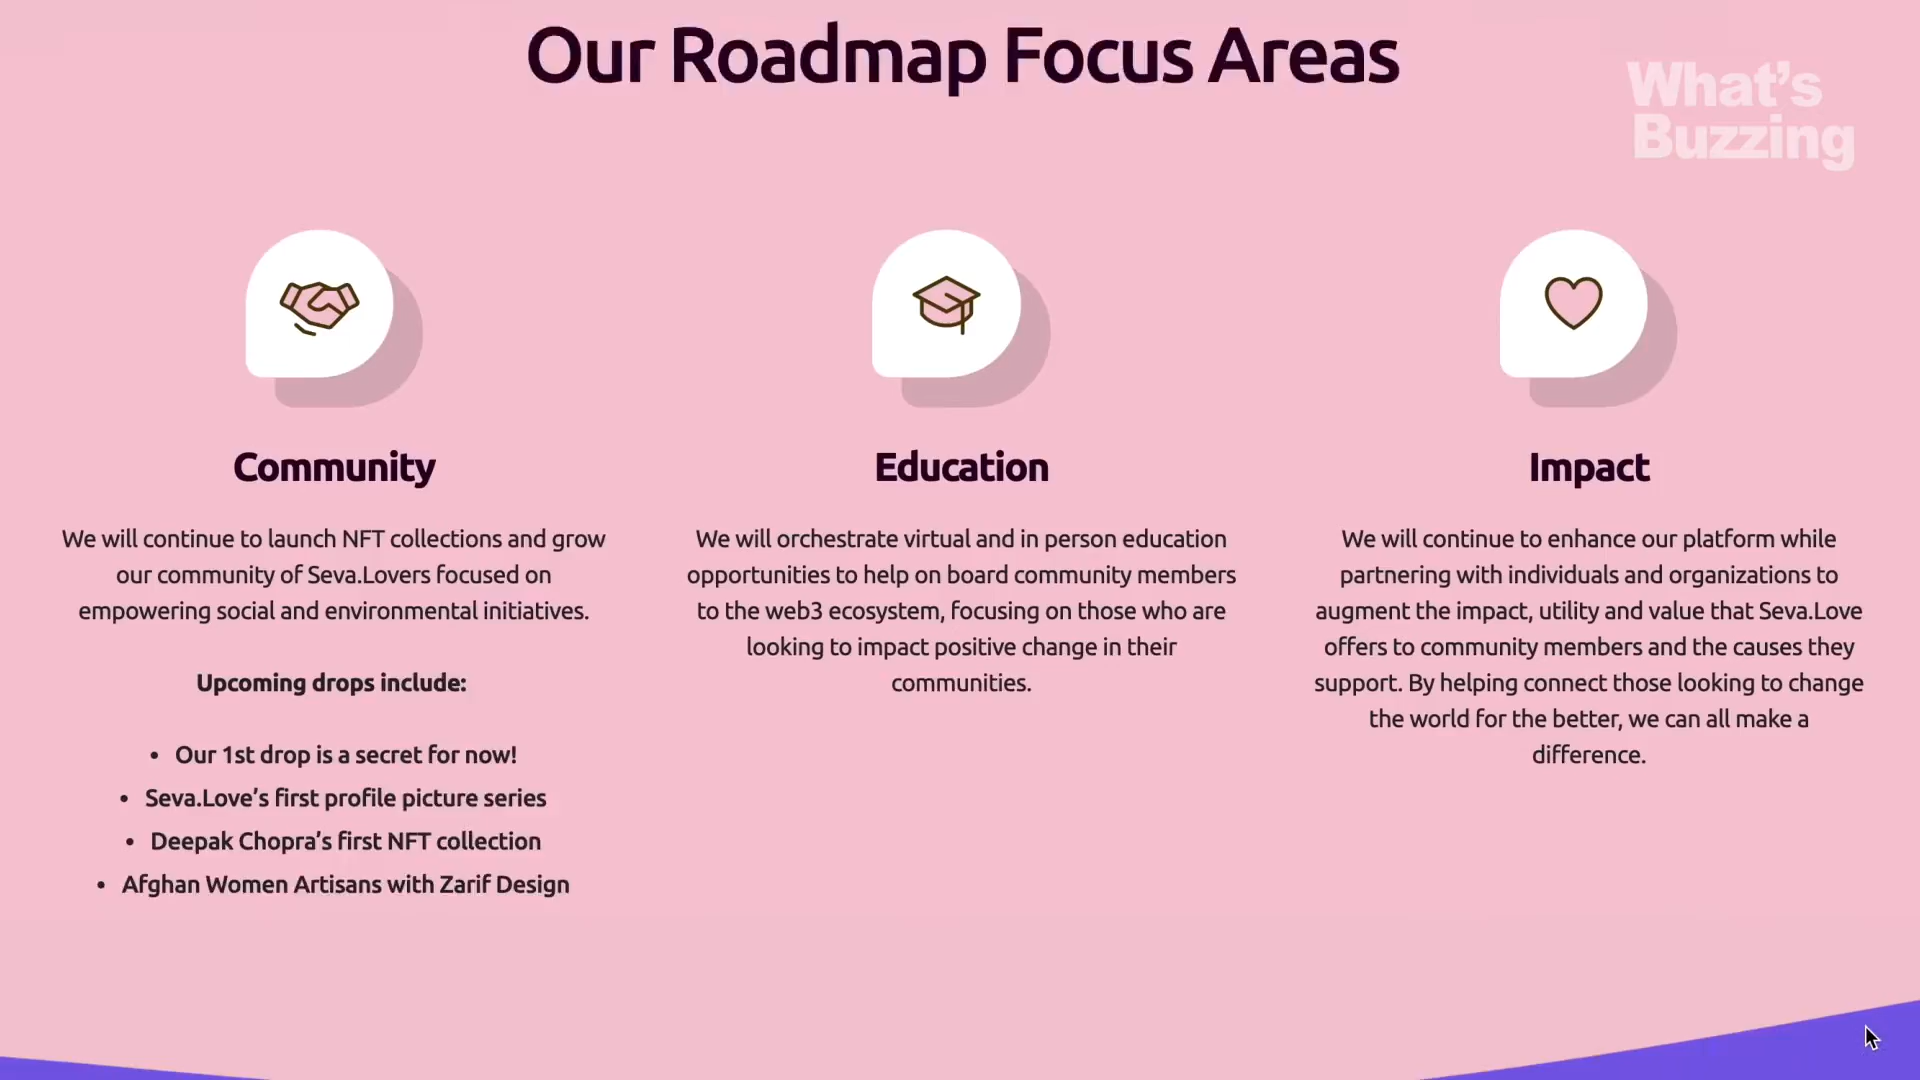 Our Roadmap Focus Areas
What's
Buzzing
Community
We will continue to launch NFT collections and grow
our community of Seva.Lovers focused on
empowering social and environmental initiatives.
Upcoming drops include:
• Our 1st drop is a secret for now!
• Seva.Love’s first profile picture series
• Deepak Chopra’s first NFT collection
• Afghan Women Artisans with Zarif Design
Education
We will orchestrate virtual and in person education
opportunities to help on board community members
to the web3 ecosystem, focusing on those who are
looking to impact positive change in their
communities.
Impact
We will continue to enhance our platform while
partnering with individuals and organizations to
augment the impact, utility and value that Seva.Love
offers to community members and the causes they
support. By helping connect those looking to change
the world for the better, we can all make a
difference.